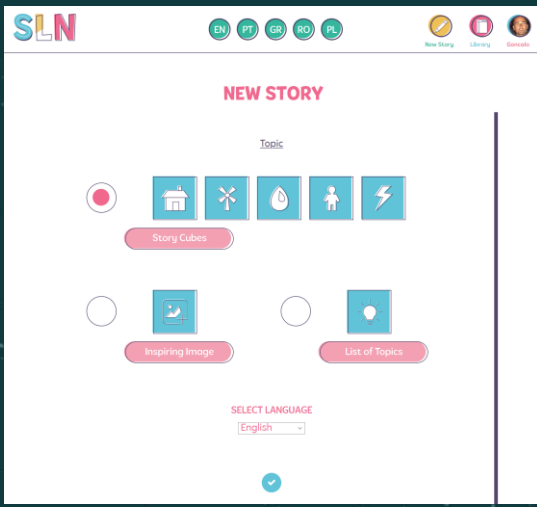 SLN
EN PT GR RO PL
New Story Library Goncalo
NEW STORY
Topic
Story Cubes
Inspiring Image List of Topics
SELECT LANGUAGE
English